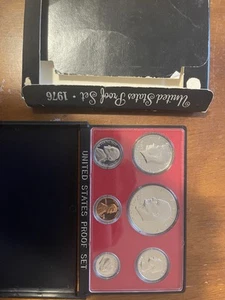 United States Proof Set · 1976
UNITED STATES PROOF SET